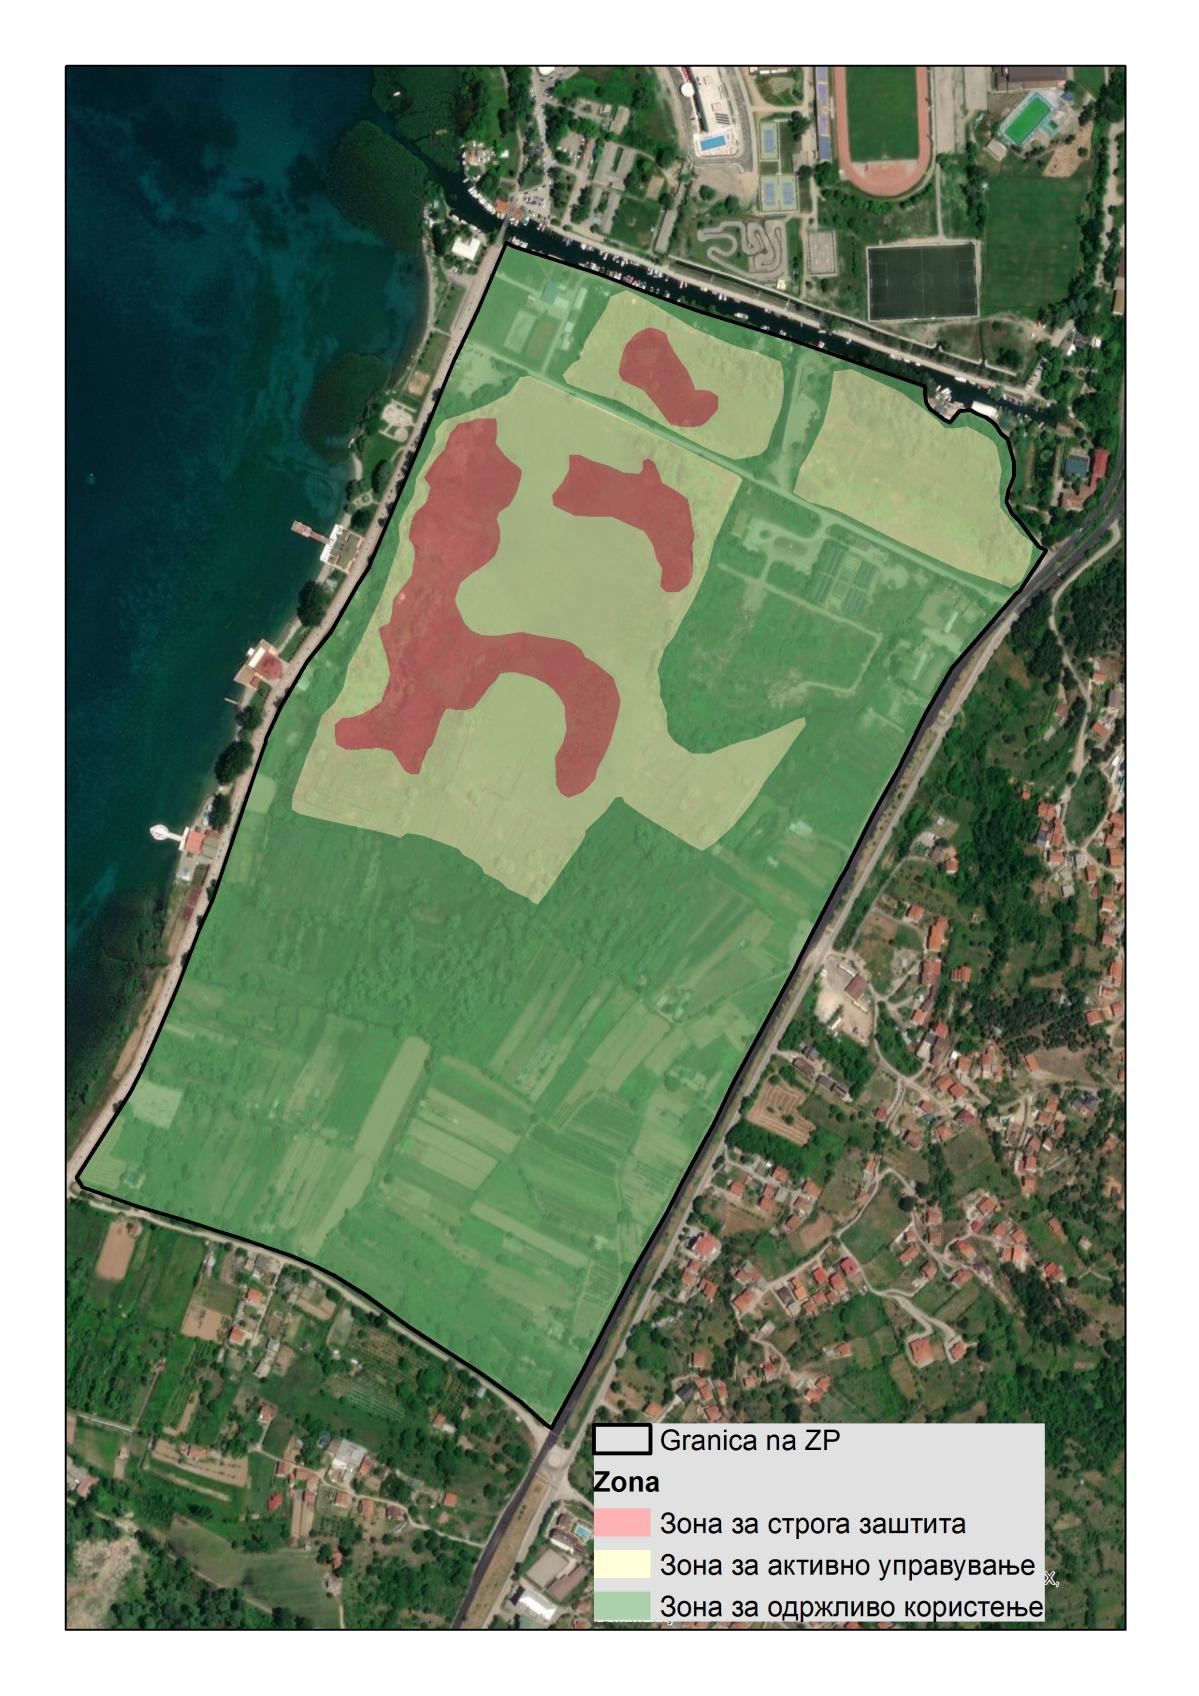 Granica na ZP
Zona
Зона за строга заштита
Зона за активно управување
Зона за одржливо користење